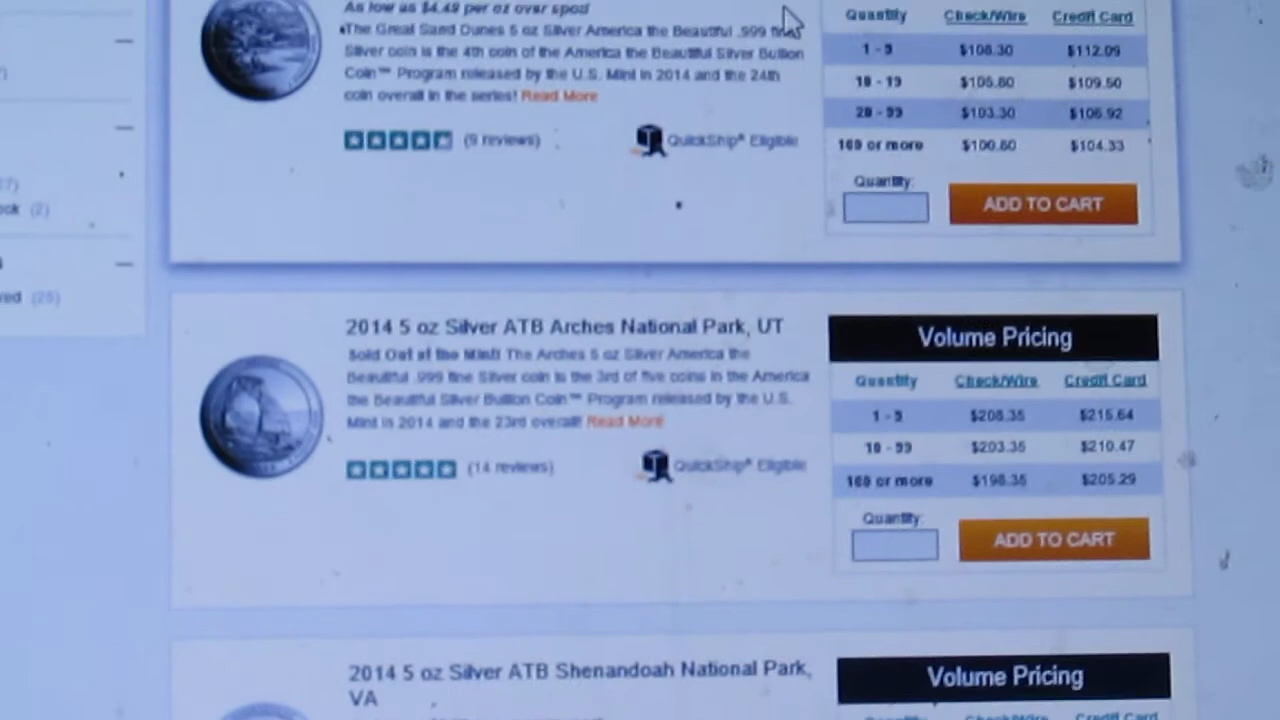 As low as $4.49 per oz over spot!
The Great Sand Dunes 5 oz Silver America the Beautiful .999 fine
Silver coin is the 4th coin of the America the Beautiful Silver Bullion
Coin™ Program released by the U.S. Mint in 2014 and the 24th
coin overall in the series! Read More
(9 reviews)
QuickShip® Eligible
Quantity Check/Wire Credit Card
1 - 9 $108.30 $112.09
10 - 19 $105.80 $109.50
20 - 99 $103.30 $106.92
100 or more $100.80 $104.33
Quantity:
ADD TO CART
(2)
(25)
2014 5 oz Silver ATB Arches National Park, UT
Sold Out at the Mint! The Arches 5 oz Silver America the
Beautiful .999 fine Silver coin is the 3rd of five coins in the America
the Beautiful Silver Bullion Coin™ Program released by the U.S.
Mint in 2014 and the 23rd overall! Read More
(14 reviews)
QuickShip® Eligible
Volume Pricing
Quantity Check/Wire Credit Card
1 - 9 $208.35 $215.64
10 - 99 $203.35 $210.47
100 or more $198.35 $205.29
Quantity:
ADD TO CART
2014 5 oz Silver ATB Shenandoah National Park,
VA
Volume Pricing
Quantity Check/Wire Credit Card